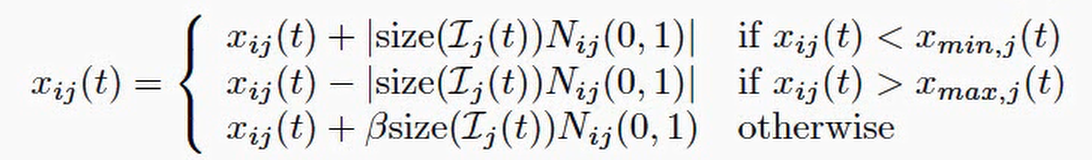 x_{ij}(t) = { x_{ij}(t) + |size(ℐ_j(t))N_{ij}(0, 1)| if x_{ij}(t) < x_{min,j}(t)
x_{ij}(t) − |size(ℐ_j(t))N_{ij}(0, 1)| if x_{ij}(t) > x_{max,j}(t)
x_{ij}(t) + βsize(ℐ_j(t))N_{ij}(0, 1) otherwise